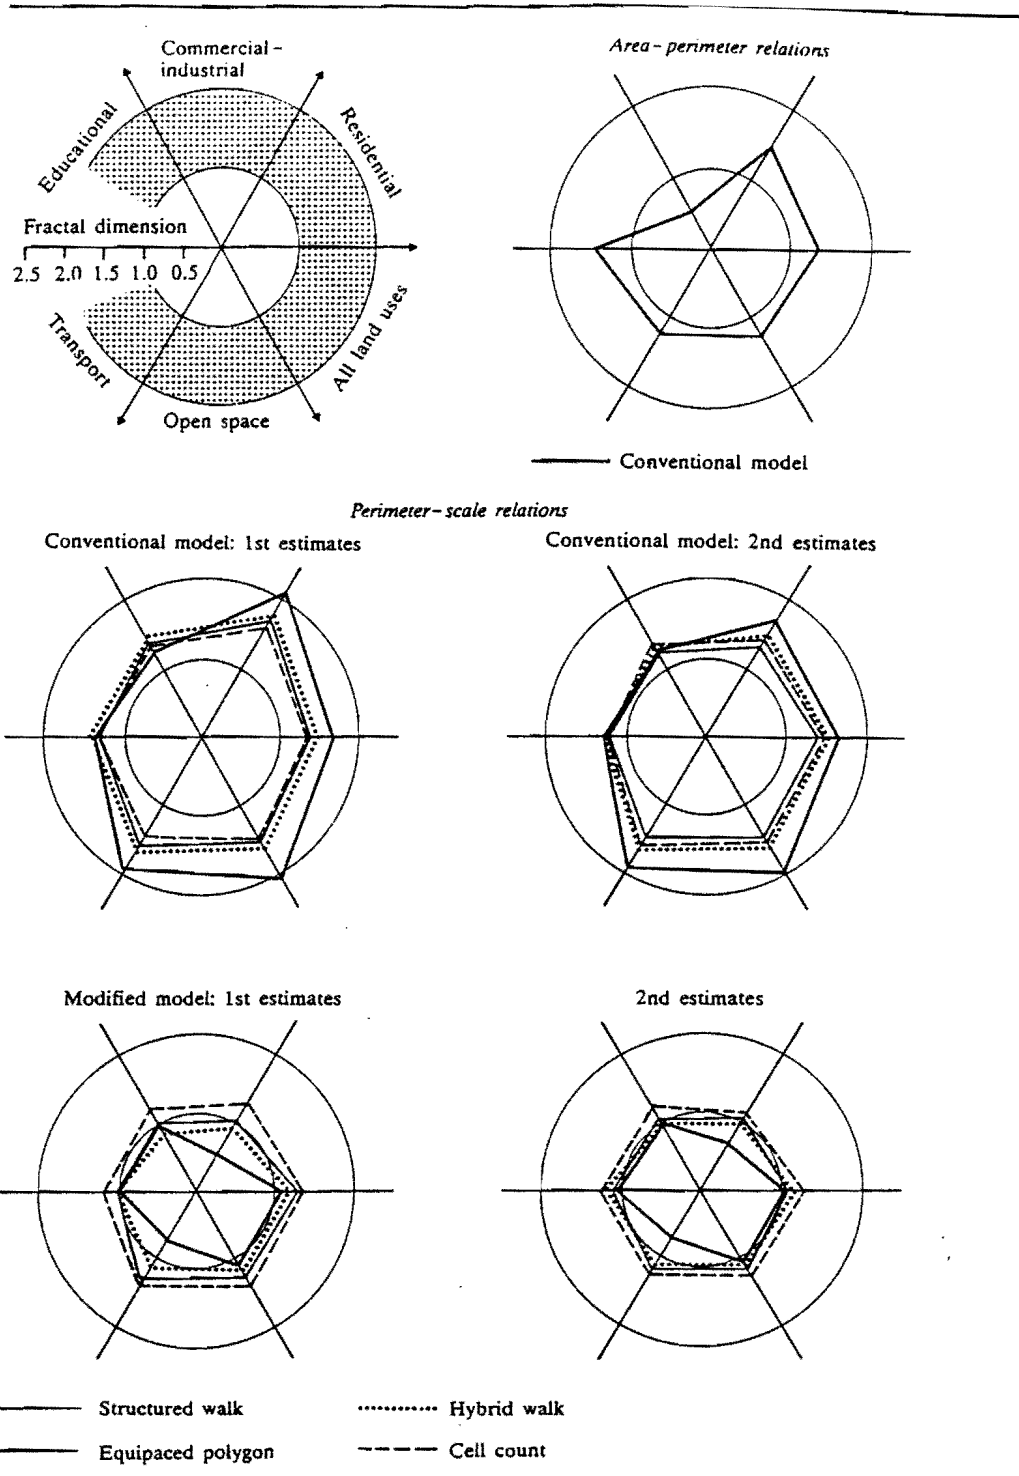 Commercial–
industrial
Educational
Residential
Fractal dimension
2.5 2.0 1.5 1.0 0.5
Transport
All land uses
Open space
Area–perimeter relations
Conventional model
Perimeter–scale relations
Conventional model: 1st estimates
Conventional model: 2nd estimates
Modified model: 1st estimates
2nd estimates
Structured walk
Hybrid walk
Equipaced polygon
Cell count